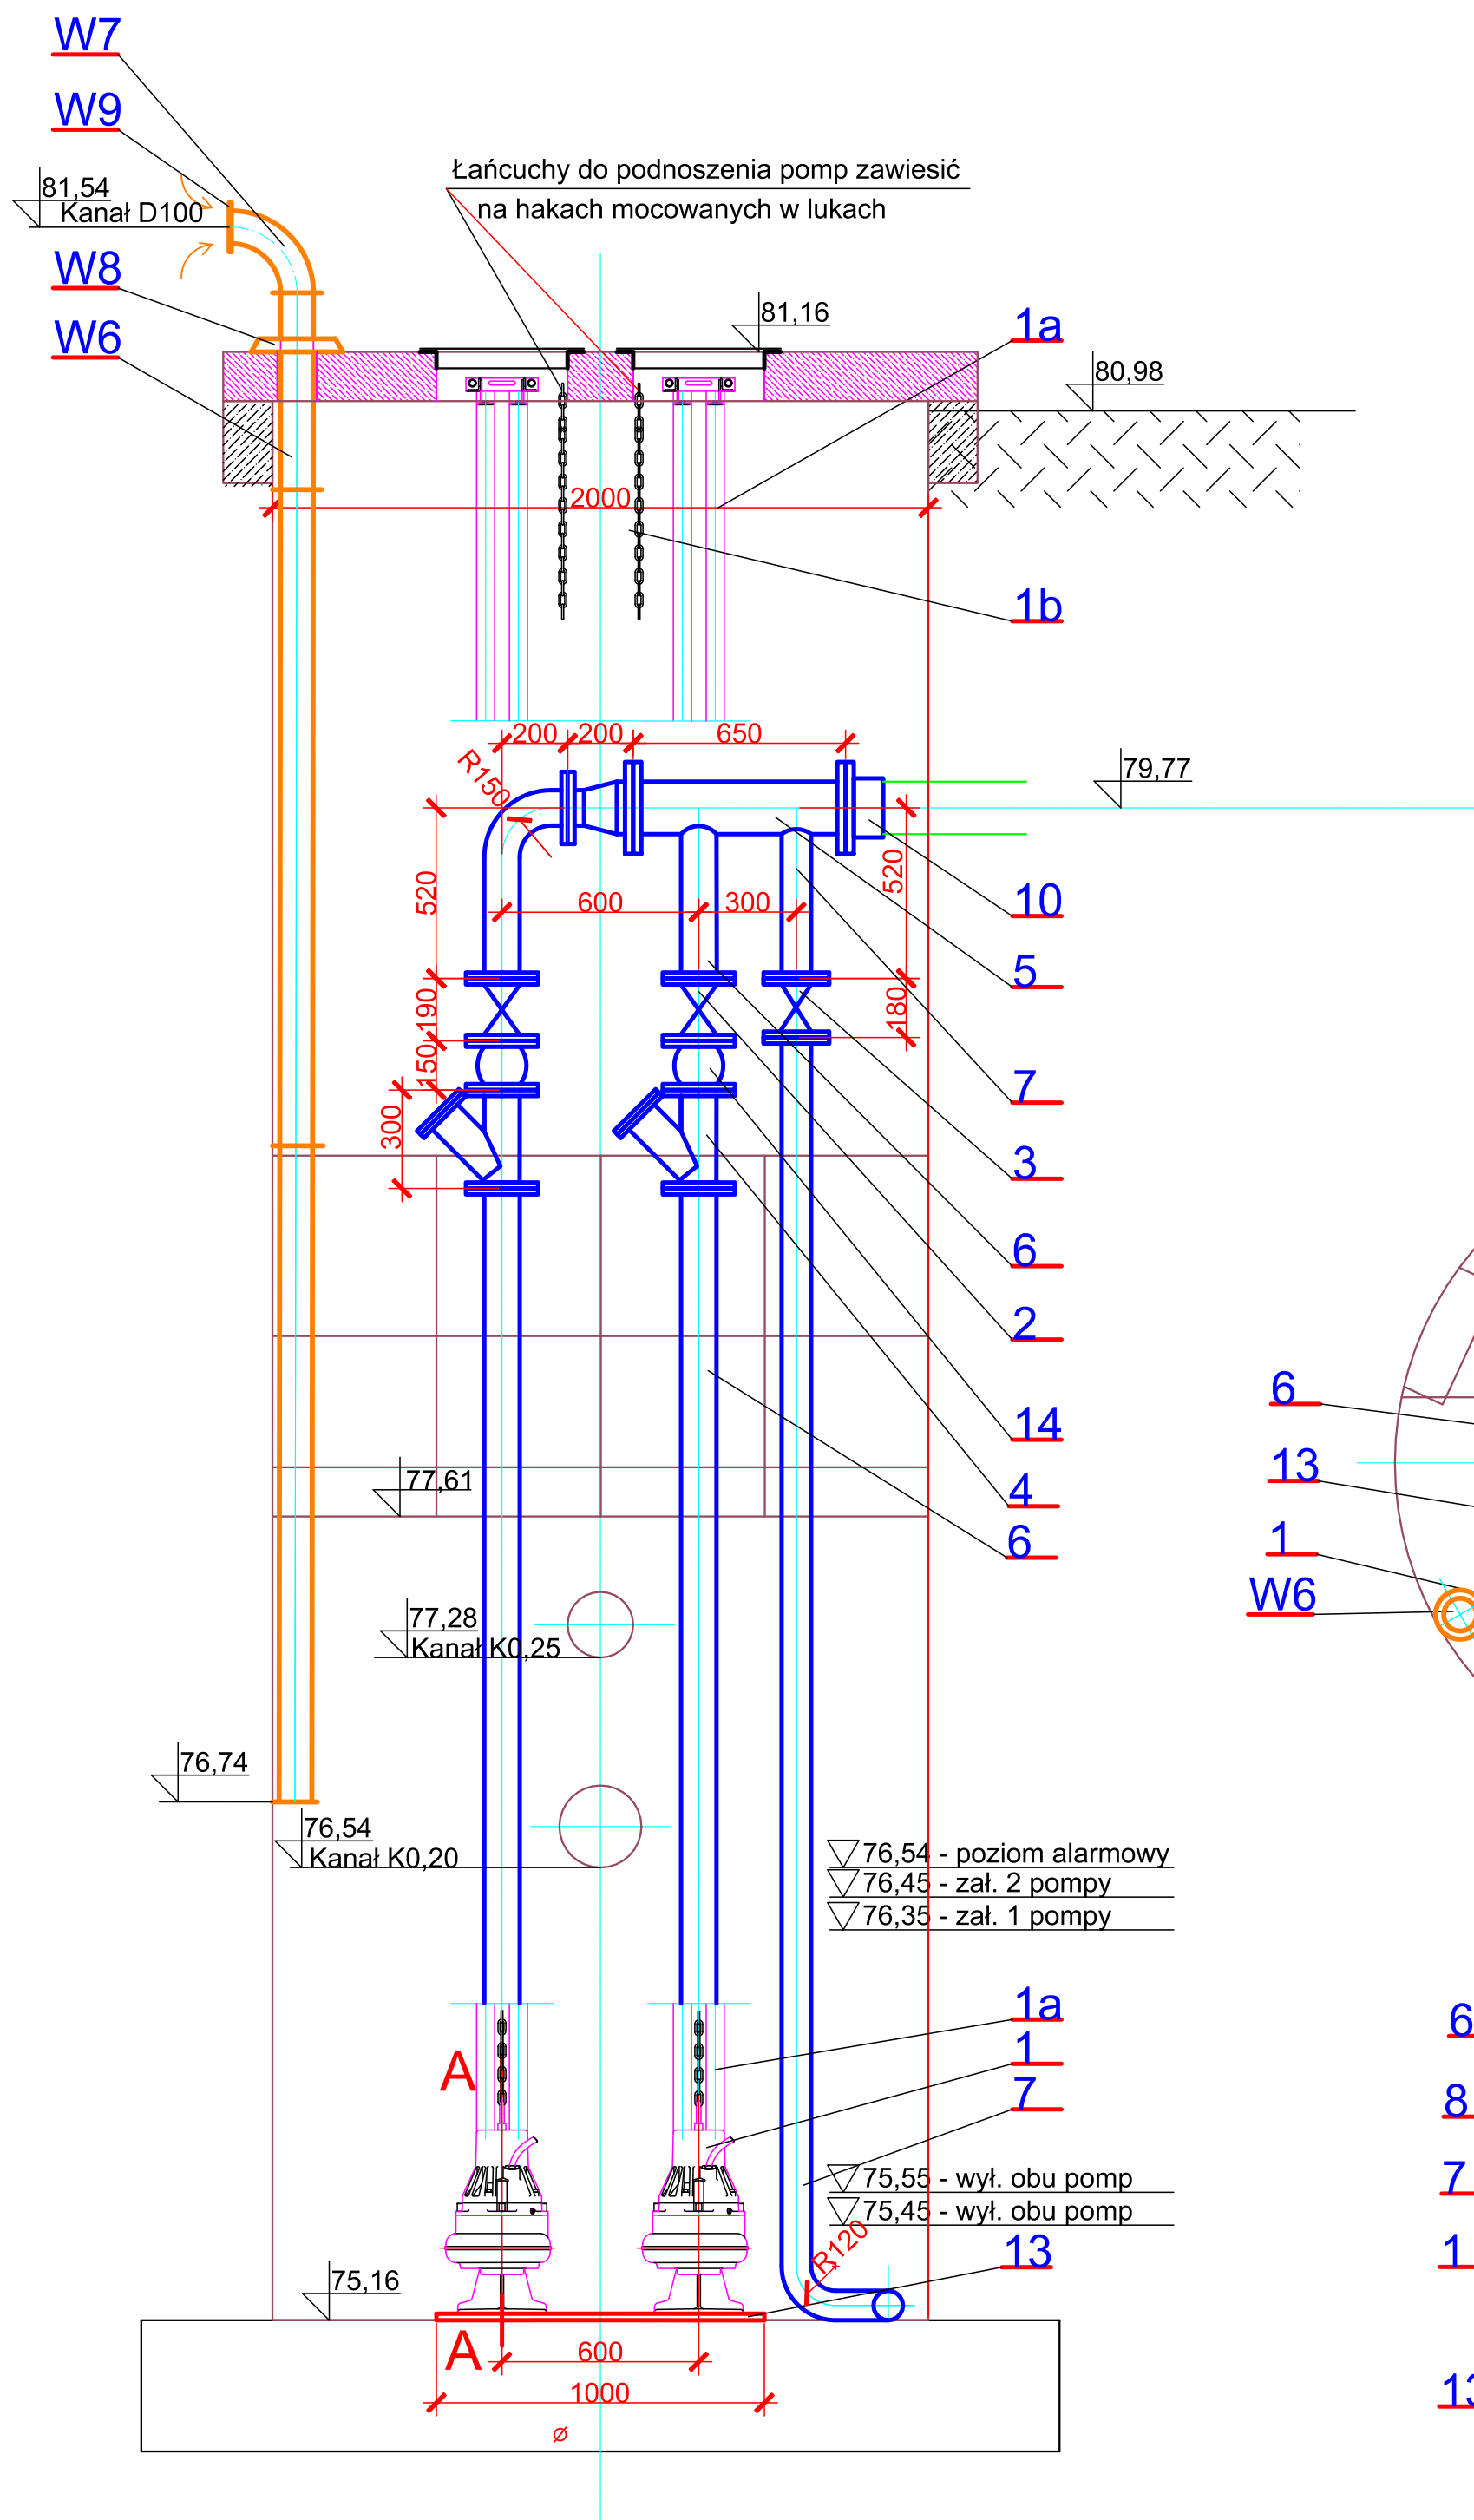 W7
W9
81,54
Kanał D100
W8
W6
Łańcuchy do podnoszenia pomp zawiesić
na hakach mocowanych w lukach
81,16
1a
80,98
2000
1b
200
200
650
R150
79,77
520
520
600
300
10
5
190
180
150
300
7
3
6
2
14
4
6
77,61
6
13
1
W6
77,28
Kanał K0,25
76,74
76,54
Kanał K0,20
76,54 - poziom alarmowy
76,45 - zał. 2 pompy
76,35 - zał. 1 pompy
1a
1
7
A
6
8
7
1
75,55 - wył. obu pomp
75,45 - wył. obu pomp
R120
13
75,16
A
600
1000
⌀
13